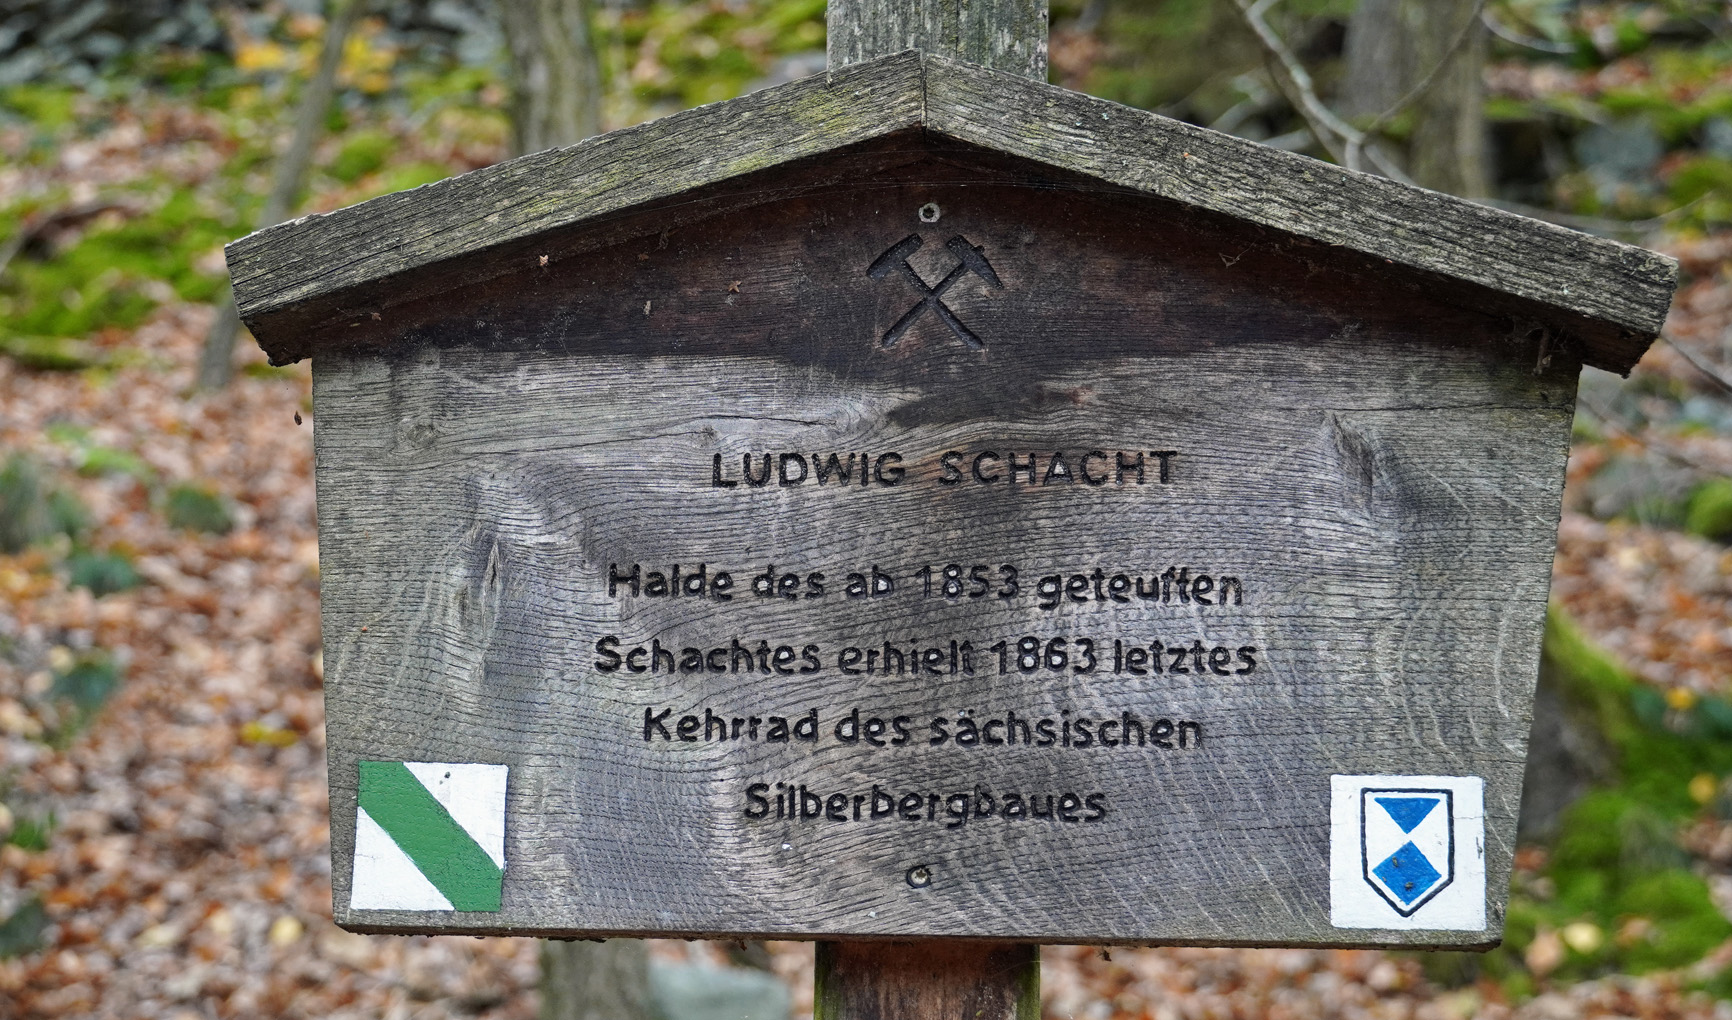 LUDWIG SCHACHT
Halde des ab 1853 geteuften
Schachtes erhielt 1863 letztes
Kehrrad des sächsischen
Silberbergbaues